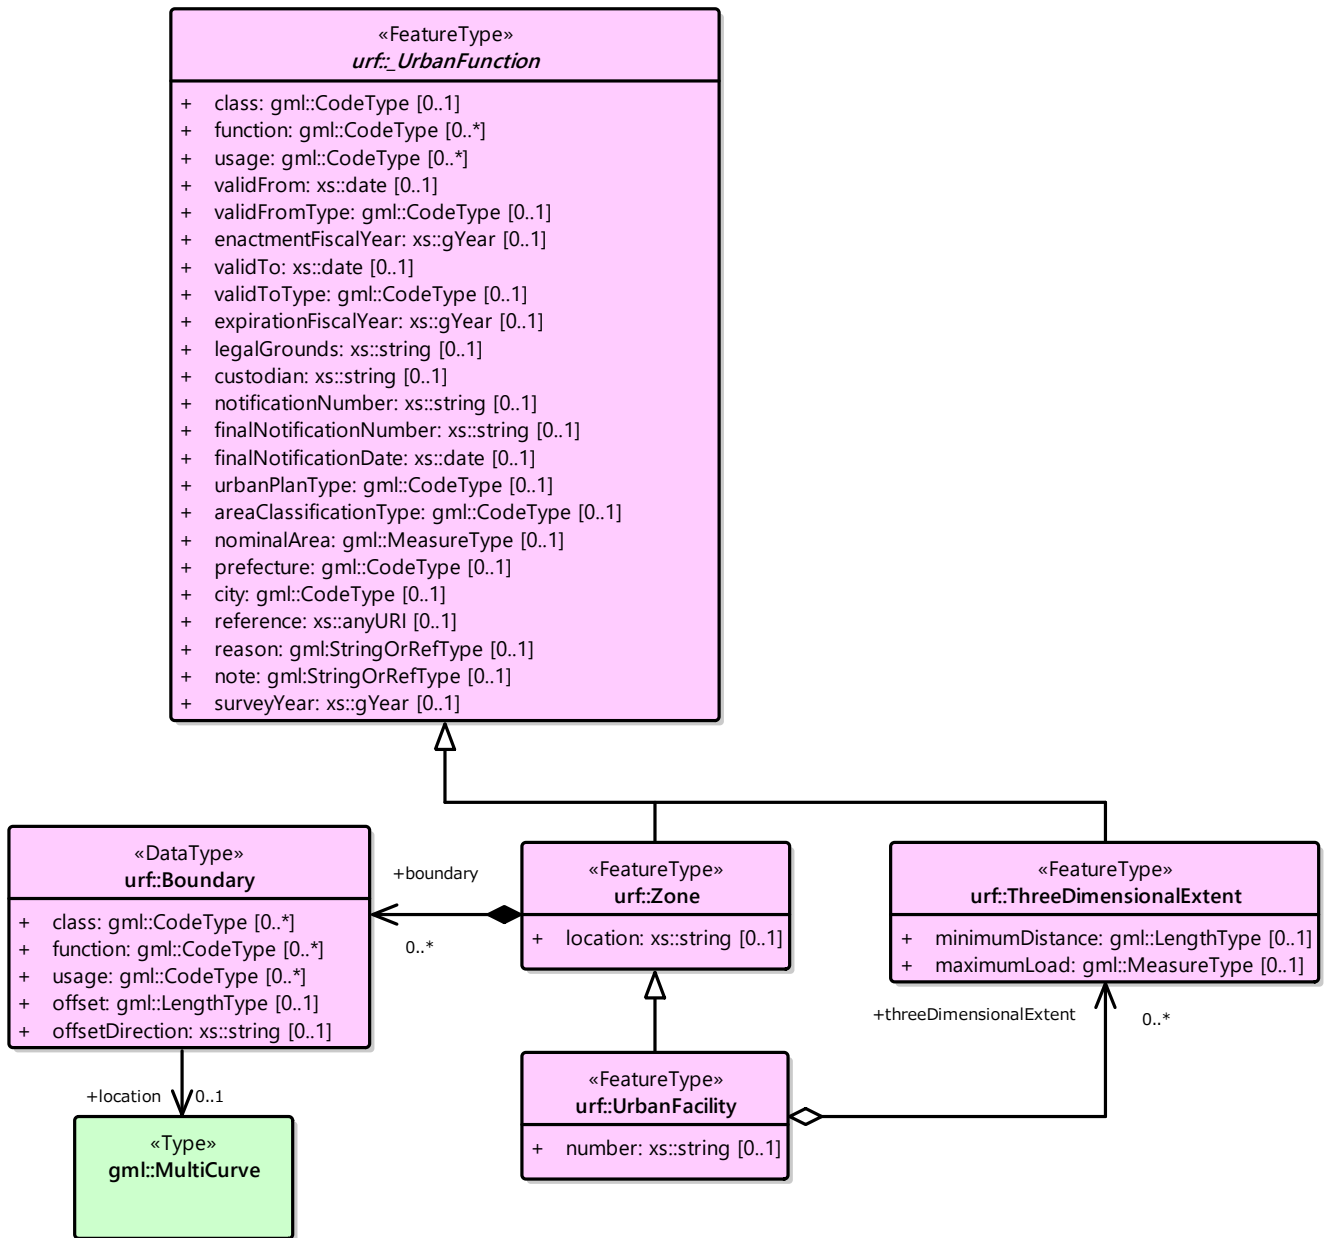 «FeatureType»
urf::_UrbanFunction
+ class: gml::CodeType [0..1]
+ function: gml::CodeType [0..*]
+ usage: gml::CodeType [0..*]
+ validFrom: xs::date [0..1]
+ validFromType: gml::CodeType [0..1]
+ enactmentFiscalYear: xs::gYear [0..1]
+ validTo: xs::date [0..1]
+ validToType: gml::CodeType [0..1]
+ expirationFiscalYear: xs::gYear [0..1]
+ legalGrounds: xs::string [0..1]
+ custodian: xs::string [0..1]
+ notificationNumber: xs::string [0..1]
+ finalNotificationNumber: xs::string [0..1]
+ finalNotificationDate: xs::date [0..1]
+ urbanPlanType: gml::CodeType [0..1]
+ areaClassificationType: gml::CodeType [0..1]
+ nominalArea: gml::MeasureType [0..1]
+ prefecture: gml::CodeType [0..1]
+ city: gml::CodeType [0..1]
+ reference: xs::anyURI [0..1]
+ reason: gml:StringOrRefType [0..1]
+ note: gml:StringOrRefType [0..1]
+ surveyYear: xs::gYear [0..1]
«DataType»
urf::Boundary
+ class: gml::CodeType [0..*]
+ function: gml::CodeType [0..*]
+ usage: gml::CodeType [0..*]
+ offset: gml::LengthType [0..1]
+ offsetDirection: xs::string [0..1]
+boundary
0..*
«FeatureType»
urf::Zone
+ location: xs::string [0..1]
«FeatureType»
urf::ThreeDimensionalExtent
+ minimumDistance: gml::LengthType [0..1]
+ maximumLoad: gml::MeasureType [0..1]
+threeDimensionalExtent
0..*
+location
0..1
«Type»
gml::MultiCurve
«FeatureType»
urf::UrbanFacility
+ number: xs::string [0..1]